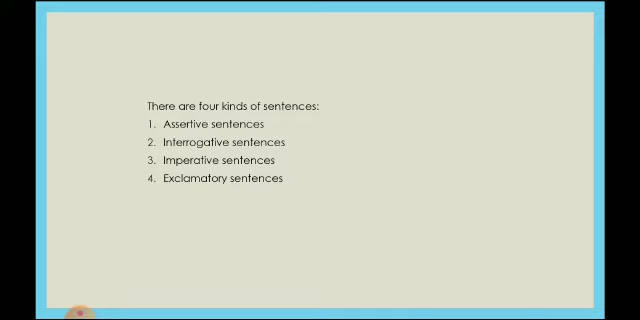 There are four kinds of sentences:
1. Assertive sentences
2. Interrogative sentences
3. Imperative sentences
4. Exclamatory sentences